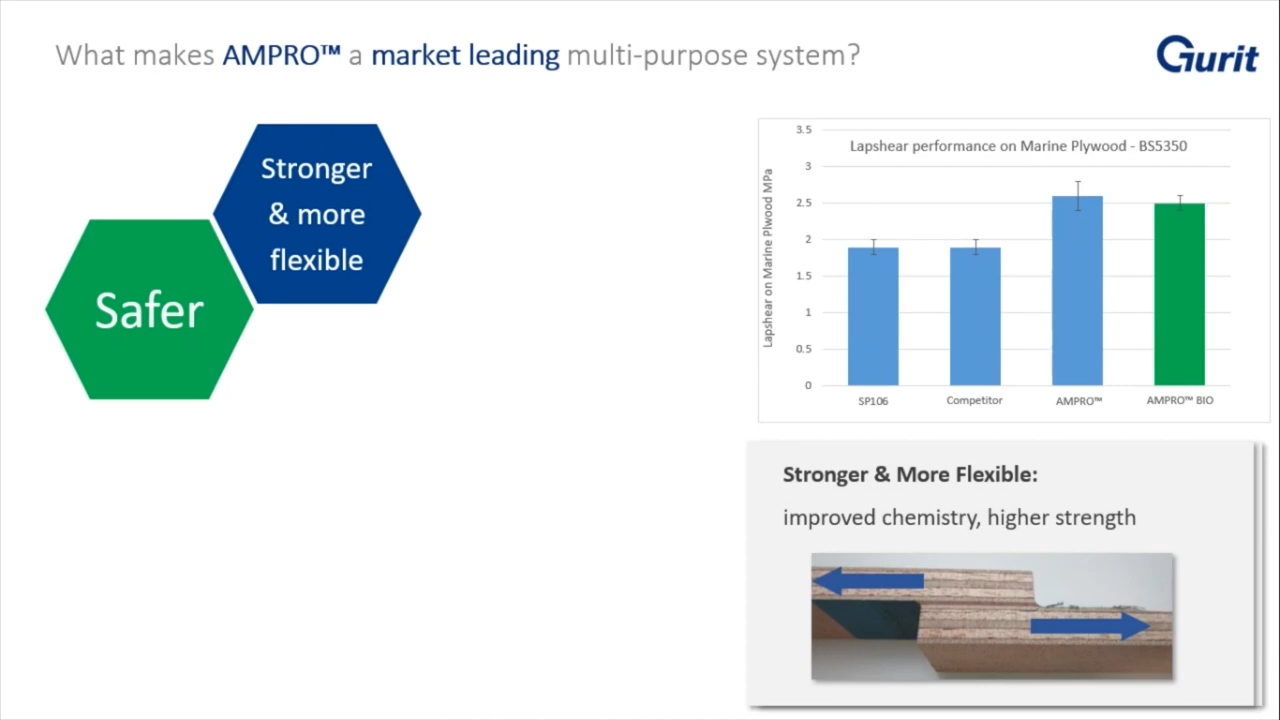 What makes AMPRO™ a market leading multi-purpose system?
Gurit
Stronger
& more
flexible
Safer
Lapshear performance on Marine Plywood - BS5350
Lapshear on Marine Plwood MPa
3.5
3
2.5
2
1.5
1
0.5
0
SP106
Competitor
AMPRO™
AMPRO™ BIO
Stronger & More Flexible:
improved chemistry, higher strength